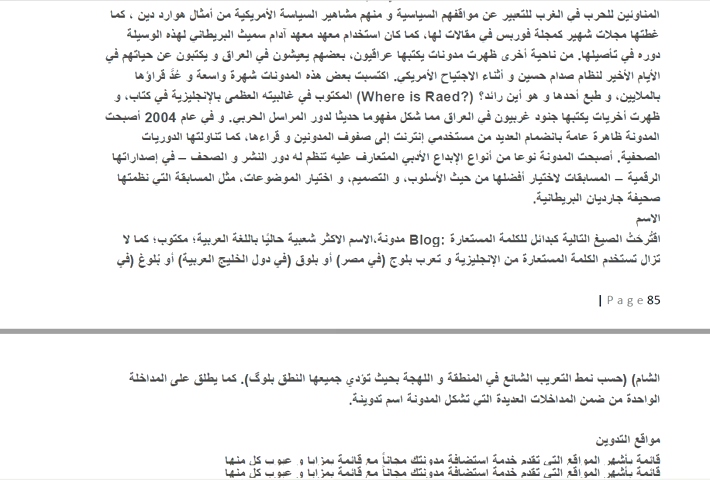 المناوئين للحرب في الغرب للتعبير عن مواقفهم السياسية و منهم مشاهير السياسة الأمريكية من أمثال هوارد دين ، كما
غطتها مجلات شهير كمجلة فوربس في مقالات لها، كما كان استخدام معهد معهد آدام سميث البريطاني لهذه الوسيلة
دوره في تأصيلها. من ناحية أخرى ظهرت مدونات يكتبها عراقيون، بعضهم يعيشون في العراق و يكتبون عن حياتهم في
الأيام الأخير لنظام صدام حسين و أثناء الاجتياح الأمريكي. اكتسبت بعض هذه المدونات شهرة واسعة و عُدَّ قراؤها
بالملايين، و طبع أحدها و هو أين رائد؟ (Where is Raed?) المكتوب في غالبيته العظمى بالإنجليزية في كتاب، و
ظهرت أخريات يكتبها جنود غربيون في العراق مما شكل مفهوما حديثا لدور المراسل الحربي. و في عام 2004 أصبحت
المدونة ظاهرة عامة بانضمام العديد من مستخدمي إنترنت إلى صفوف المدونين و قراءها، كما تناولتها الدوريات
الصحفية. أصبحت المدونة نوعا من أنواع الإبداع الأدبي المتعارف عليه تنظم له دور النشر و الصحف – في إصداراتها
الرقمية – المسابقات لاختيار أفضلها من حيث الأسلوب، و التصميم، و اختيار الموضوعات، مثل المسابقة التي نظمتها
صحيفة جارديان البريطانية.
الاسم
اقتُرحَتْ الصيغ التالية كبدائل للكلمة المستعارة :Blog مدونة،الاسم الاكثر شعبية حاليًا باللغة العربية؛ مكتوب؛ كما لا
تزال تستخدم الكلمة المستعارة من الإنجليزية و تعرب بلوج (في مصر) أو بلوق (في دول الخليج العربية) أو بْلوغ (في
| Page 85
الشام) (حسب نمط التعريب الشائع في المنطقة و اللهجة بحيث تؤدي جميعها النطق بلوگ). كما يطلق على المداخلة
الواحدة من ضمن المداخلات العديدة التي تشكل المدونة اسم تدوينة.
مواقع التدوين
قائمة بأشهر المواقع التي تقدم خدمة استضافة مدونتك مجاناً مع قائمة بمزايا و عيوب كل منها
قائمة بأشهر المواقع التي تقدم خدمة استضافة مدونتك مجاناً مع قائمة بمزايا و عيوب كل منها